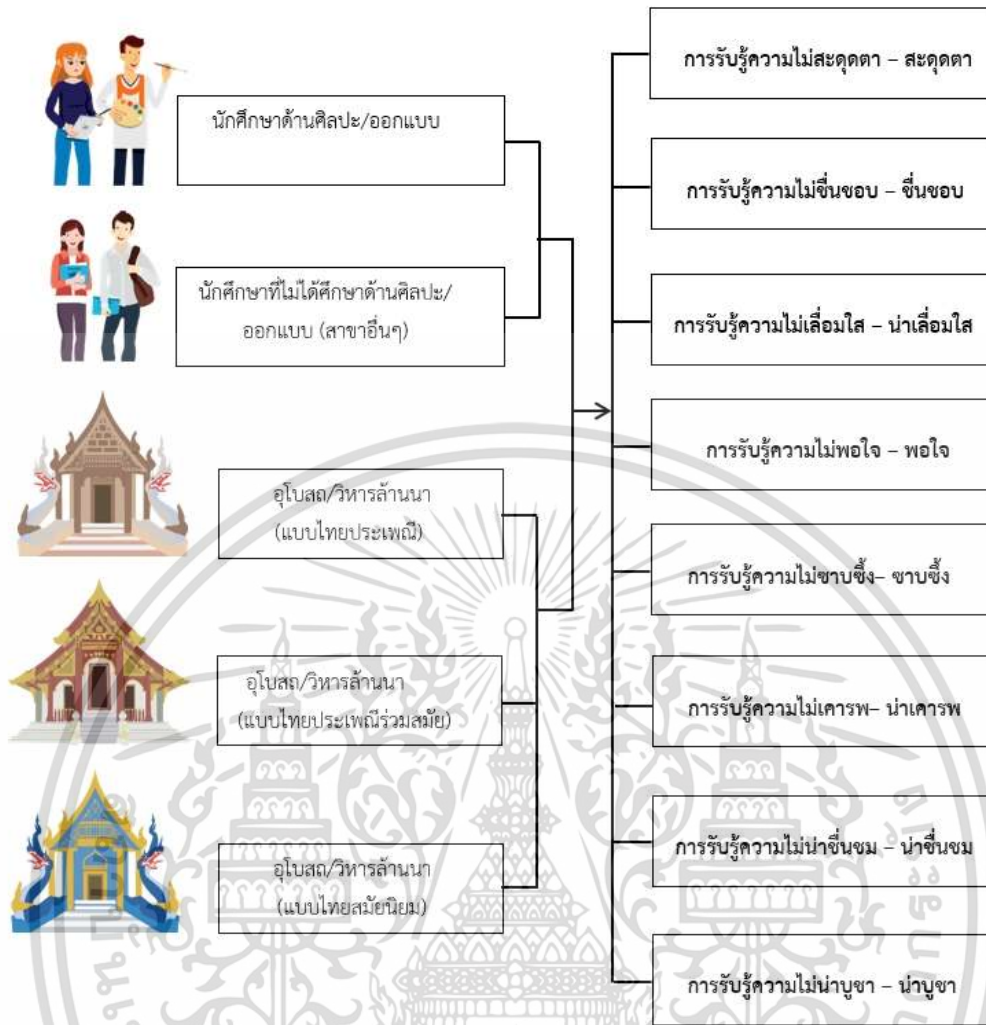 นักศึกษาด้านศิลปะ/ออกแบบ
นักศึกษาที่ไม่ได้ศึกษาด้านศิลปะ/
ออกแบบ (สาขาอื่นๆ)
อุโบสถ/วิหารล้านนา
(แบบไทยประเพณี)
อุโบสถ/วิหารล้านนา
(แบบไทยประเพณีร่วมสมัย)
อุโบสถ/วิหารล้านนา
(แบบไทยสมัยนิยม)
การรับรู้ความไม่สะดุดตา – สะดุดตา
การรับรู้ความไม่ชื่นชอบ – ชื่นชอบ
การรับรู้ความไม่เลื่อมใส – น่าเลื่อมใส
การรับรู้ความไม่พอใจ – พอใจ
การรับรู้ความไม่ซาบซึ้ง– ซาบซึ้ง
การรับรู้ความไม่เคารพ– น่าเคารพ
การรับรู้ความไม่น่าชื่นชม – น่าชื่นชม
การรับรู้ความไม่น่าบูชา – น่าบูชา